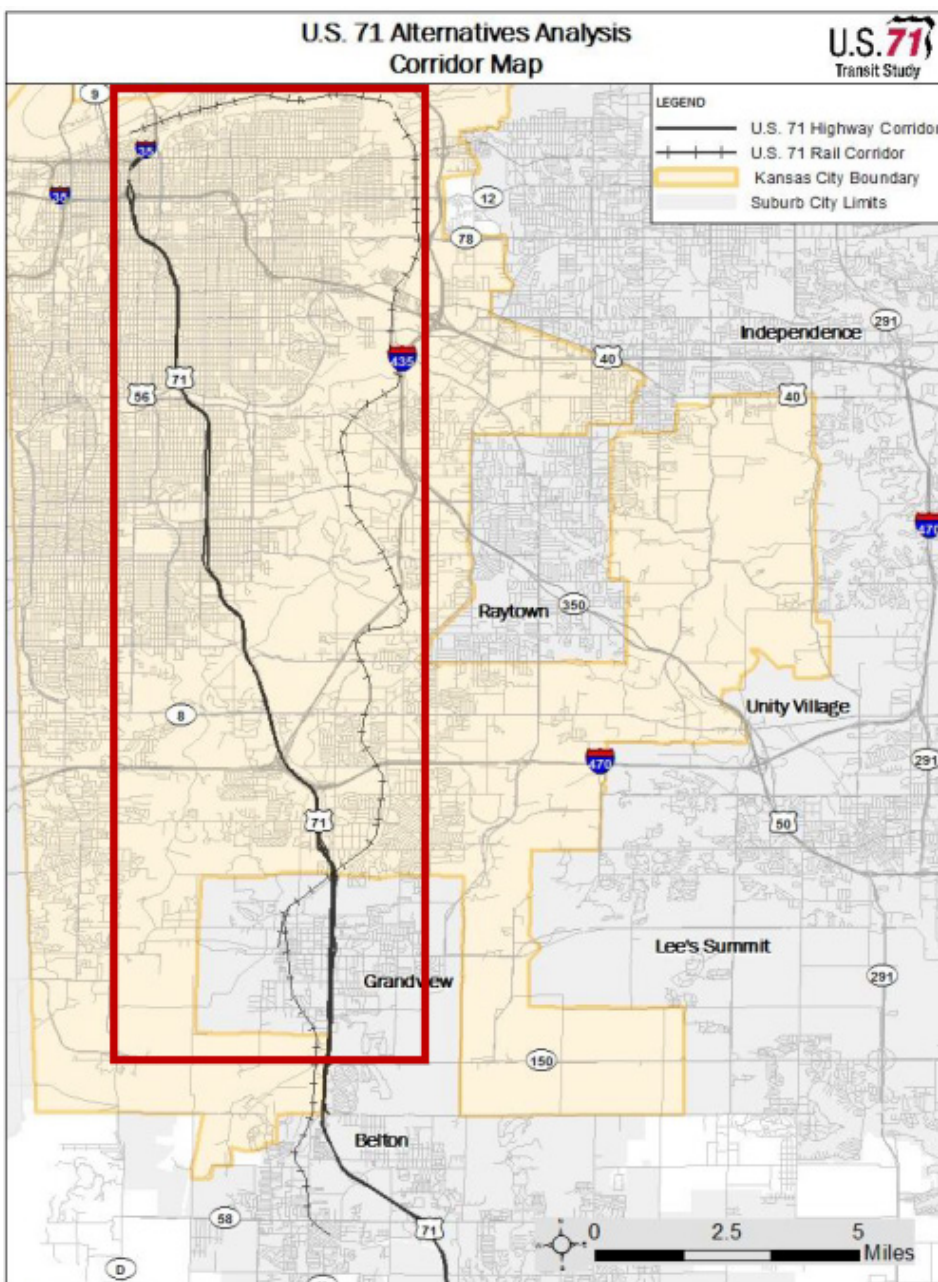 U.S. 71 Alternatives Analysis
Corridor Map
U.S. 71
Transit Study
LEGEND
U.S. 71 Highway Corridor
U.S. 71 Rail Corridor
Kansas City Boundary
Suburb City Limits
9
35
35
12
78
291
Independence
435
40
71
56
40
470
Raytown
350
8
Unity Village
470
291
71
50
Lee's Summit
Grandview
291
150
Belton
58
71
0
2.5
5
Miles
D